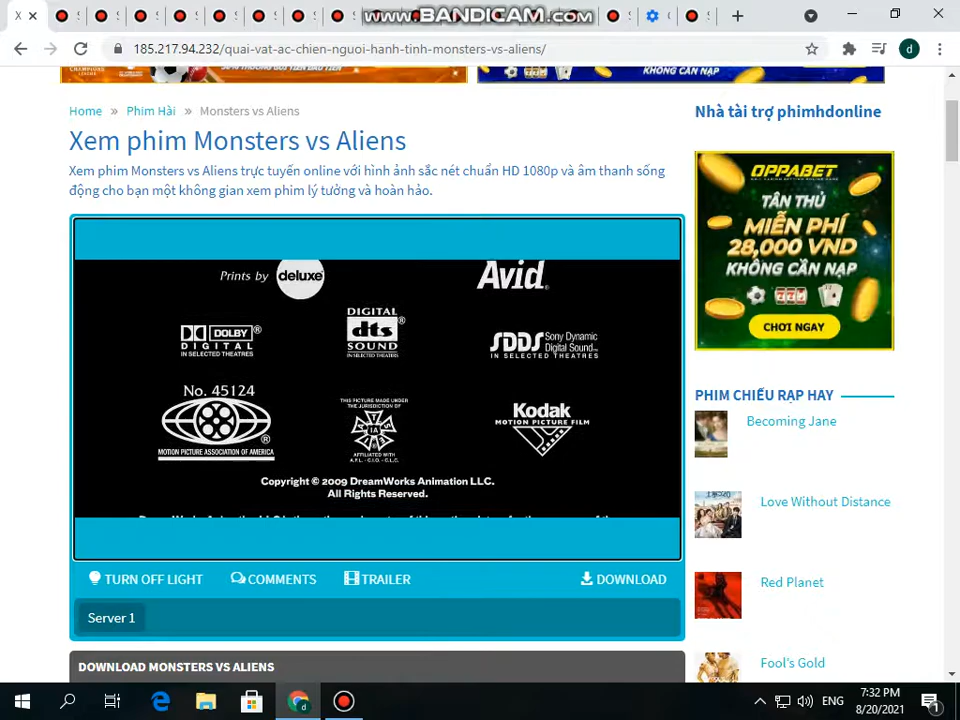 WWW.BANDICAM.COM
185.217.94.232/quai-vat-ac-chien-nguoi-hanh-tinh-monsters-vs-aliens/
KHÔNG CẦN NẠP
Home » Phim Hài » Monsters vs Aliens
Nhà tài trợ phimhdonline
Xem phim Monsters vs Aliens
Xem phim Monsters vs Aliens trực tuyến online với hình ảnh sắc nét chuẩn HD 1080p và âm thanh sống
động cho bạn một không gian xem phim lý tưởng và hoàn hảo.
OPPABET
TÂN THỦ
MIỄN PHÍ
28,000 VND
KHÔNG CẦN NẠP
CHƠI NGAY
Prints by deluxe
Avid
DOLBY
DIGITAL
IN SELECTED THEATRES
DIGITAL
dts
SOUND
IN SELECTED THEATERS
SDDS Sony Dynamic
Digital Sound
IN SELECTED THEATRES
No. 45124
MOTION PICTURE ASSOCIATION OF AMERICA
THIS PICTURE MADE UNDER
THE JURISDICTION OF
IA
AFFILIATED WITH
A.F.L. - C.I.O. - C.L.C.
Kodak
MOTION PICTURE FILM
Copyright © 2009 DreamWorks Animation LLC.
All Rights Reserved.
PHIM CHIẾU RẠP HAY
Becoming Jane
Love Without Distance
Red Planet
Fool's Gold
TURN OFF LIGHT
COMMENTS
TRAILER
DOWNLOAD
Server 1
DOWNLOAD MONSTERS VS ALIENS
ENG
7:32 PM
8/20/2021